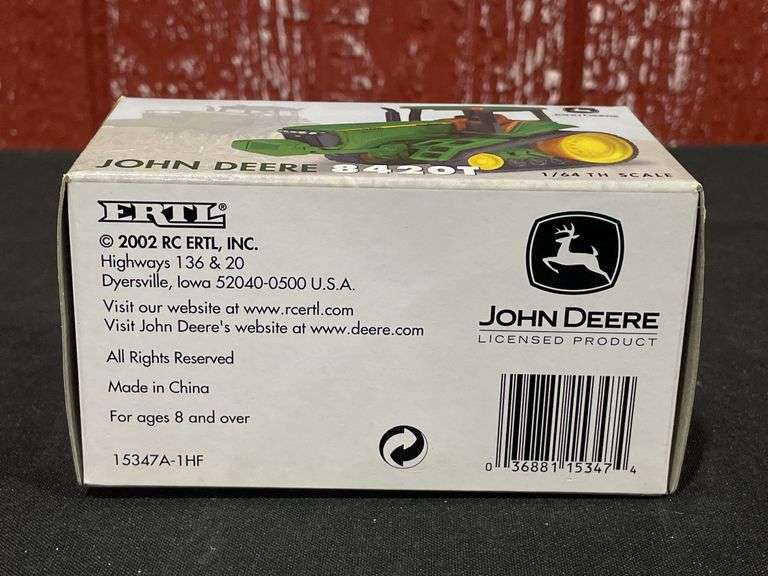 JOHN DEERE 8420T
JOHN DEERE
1/64 TH SCALE
ERTL®
© 2002 RC ERTL, INC.
Highways 136 & 20
Dyersville, Iowa 52040-0500 U.S.A.
Visit our website at www.rcertl.com
Visit John Deere's website at www.deere.com
All Rights Reserved
Made in China
For ages 8 and over
15347A-1HF
JOHN DEERE
LICENSED PRODUCT
0 36881 15347 4